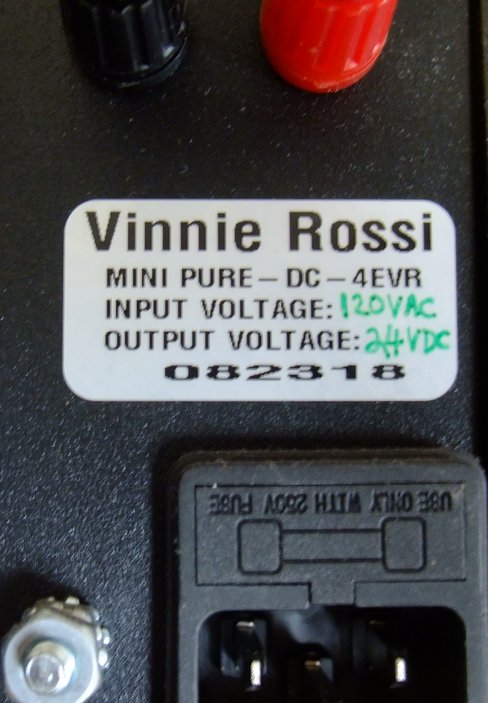 Vinnie Rossi
MINI PURE-DC-4EVR
INPUT VOLTAGE: 120VAC
OUTPUT VOLTAGE: 24VDC
082318
USE ONLY WITH 250V FUSE